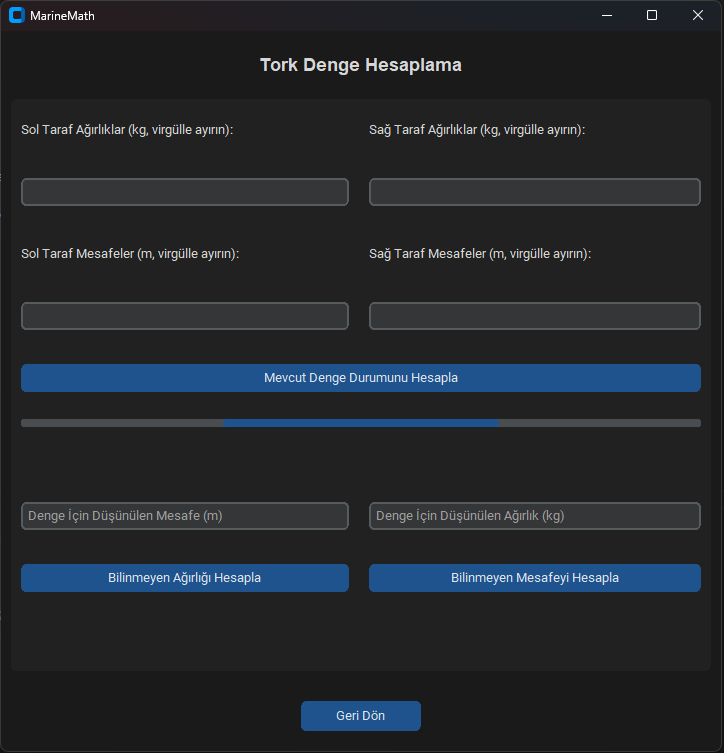 MarineMath
Tork Denge Hesaplama
Sol Taraf Ağırlıklar (kg, virgülle ayırın):
Sağ Taraf Ağırlıklar (kg, virgülle ayırın):
Sol Taraf Mesafeler (m, virgülle ayırın):
Sağ Taraf Mesafeler (m, virgülle ayırın):
Mevcut Denge Durumunu Hesapla
Denge İçin Düşünülen Mesafe (m)
Denge İçin Düşünülen Ağırlık (kg)
Bilinmeyen Ağırlığı Hesapla
Bilinmeyen Mesafeyi Hesapla
Geri Dön